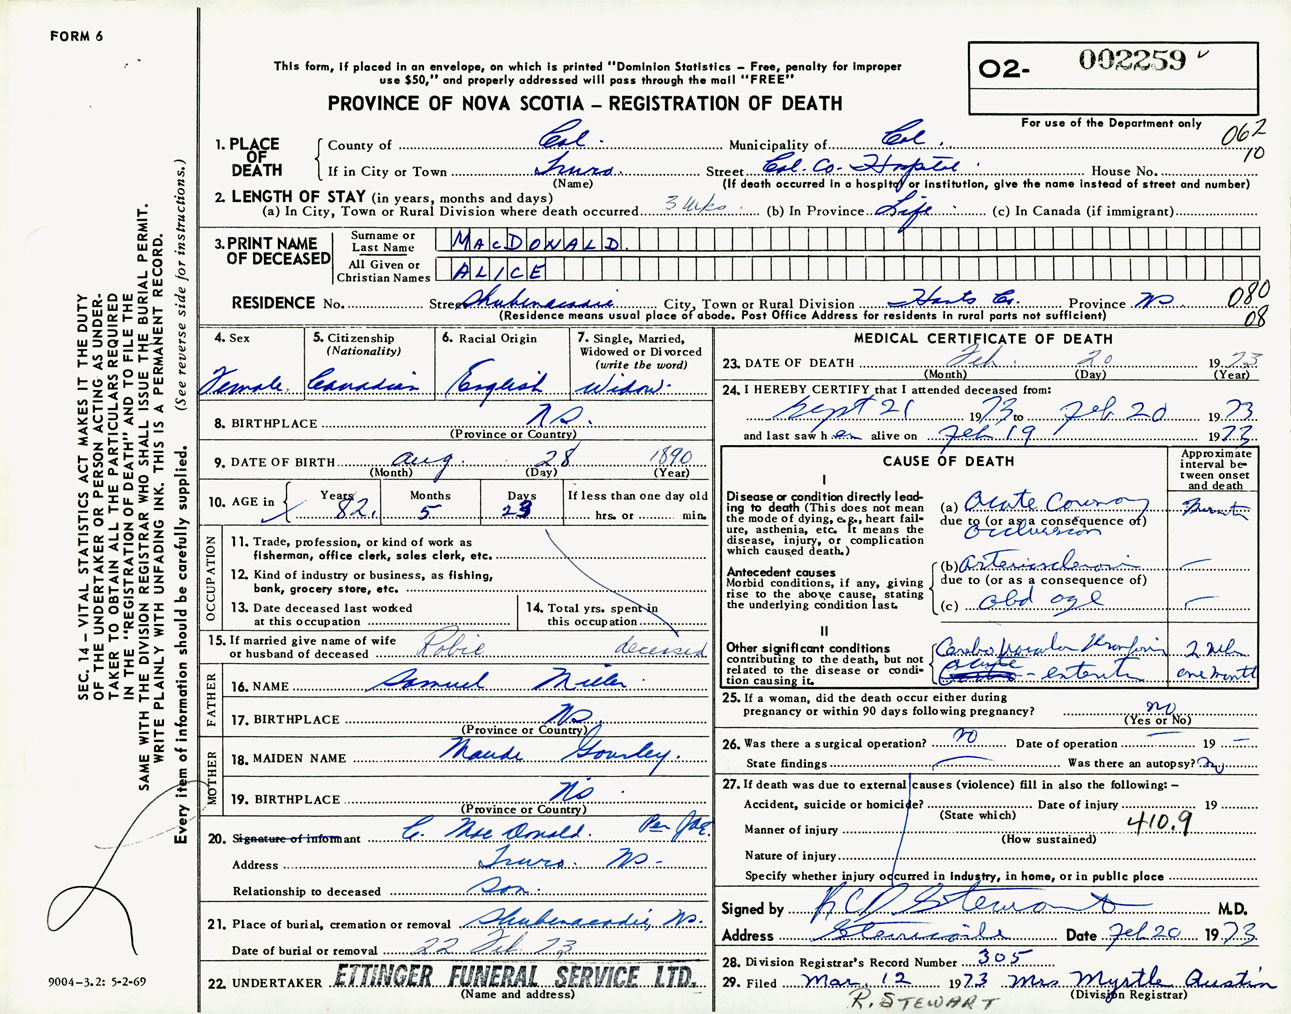 FORM 6
This form, if placed in an envelope, on which is printed "Dominion Statistics – Free, penalty for improper
use $50," and properly addressed will pass through the mail "FREE"
O2- 002259
PROVINCE OF NOVA SCOTIA – REGISTRATION OF DEATH
For use of the Department only
062
10
1. PLACE OF DEATH
County of Col. Municipality of Col.
If in City or Town Truro Street Col. Co. Hospital House No.
(Name) (If death occurred in a hospital or institution, give the name instead of street and number)
2. LENGTH OF STAY (in years, months and days)
(a) In City, Town or Rural Division where death occurred 3 wks. (b) In Province Life (c) In Canada (if immigrant)
3. PRINT NAME OF DECEASED
Surname or Last Name MACDONALD.
All Given or Christian Names ALICE
RESIDENCE No. Street Shubenacadie City, Town or Rural Division Hants Co. Province NS
(Residence means usual place of abode. Post Office Address for residents in rural parts not sufficient)
080
08
4. Sex Female.
5. Citizenship (Nationality) Canadian
6. Racial Origin English
7. Single, Married, Widowed or Divorced (write the word) Widow.
8. BIRTHPLACE NS.
(Province or Country)
9. DATE OF BIRTH Aug. 28 1890
(Month) (Day) (Year)
10. AGE in Years 82. Months 5 Days 23 If less than one day old hrs. or min.
OCCUPATION
11. Trade, profession, or kind of work as
fisherman, office clerk, sales clerk, etc.
12. Kind of industry or business, as fishing,
bank, grocery store, etc.
13. Date deceased last worked
at this occupation
14. Total yrs. spent in
this occupation
15. If married give name of wife
or husband of deceased Robie deceased
FATHER
16. NAME Samuel Miller
17. BIRTHPLACE NS.
(Province or Country)
MOTHER
18. MAIDEN NAME Maude Gourley.
19. BIRTHPLACE NS.
(Province or Country)
20. Signature of informant C. Mac Donald. Per
Address Truro. NS.
Relationship to deceased Son.
21. Place of burial, cremation or removal Shubenacadie, NS.
Date of burial or removal 22 Feb 73
22. UNDERTAKER ETTINGER FUNERAL SERVICE LTD.
(Name and address)
MEDICAL CERTIFICATE OF DEATH
23. DATE OF DEATH Feb. 20 1973
(Month) (Day) (Year)
24. I HEREBY CERTIFY that I attended deceased from:
Sept 21 1973 to Feb 20 1973
and last saw her alive on Feb 19 1973
CAUSE OF DEATH
Approximate interval between onset and death
I
Disease or condition directly lead-
ing to death (This does not mean
the mode of dying, e.g., heart fail-
ure, asthenia, etc. It means the
disease, injury, or complication
which caused death.)
(a) Acute Coronary
due to (or as a consequence of)
Occlusion
Antecedent causes
Morbid conditions, if any, giving
rise to the above cause, stating
the underlying condition last.
(b) Arteriosclerosis
due to (or as a consequence of)
(c) old age
II
Other significant conditions
contributing to the death, but not
related to the disease or condi-
tion causing it.
Cerebro Vascular Thrombosis
acute - enteritis one month
25. If a woman, did the death occur either during
pregnancy or within 90 days following pregnancy? no
(Yes or No)
26. Was there a surgical operation? no Date of operation – 19 –
State findings Was there an autopsy? no
27. If death was due to external causes (violence) fill in also the following: –
Accident, suicide or homicide? Date of injury 19
(State which)
Manner of injury 410.9
(How sustained)
Nature of injury
Specify whether injury occurred in industry, in home, or in public place
Signed by Stewart M.D.
Address Stewiacke Date Feb 20 1973
28. Division Registrar's Record Number 305
29. Filed Mar. 12 1973 Mrs Myrtle Austin
(Division Registrar)
R. STEWART
SEC. 14 – VITAL STATISTICS ACT MAKES IT THE DUTY
OF THE UNDERTAKER OR PERSON ACTING AS UNDER-
TAKER TO OBTAIN ALL THE PARTICULARS REQUIRED
IN THE "REGISTRATION OF DEATH" AND TO FILE THE
SAME WITH THE DIVISION REGISTRAR WHO SHALL ISSUE THE BURIAL PERMIT.
WRITE PLAINLY WITH UNFADING INK. THIS IS A PERMANENT RECORD.
Every item of information should be carefully supplied. (See reverse side for instructions.)
9004–3.2: 5-2-69